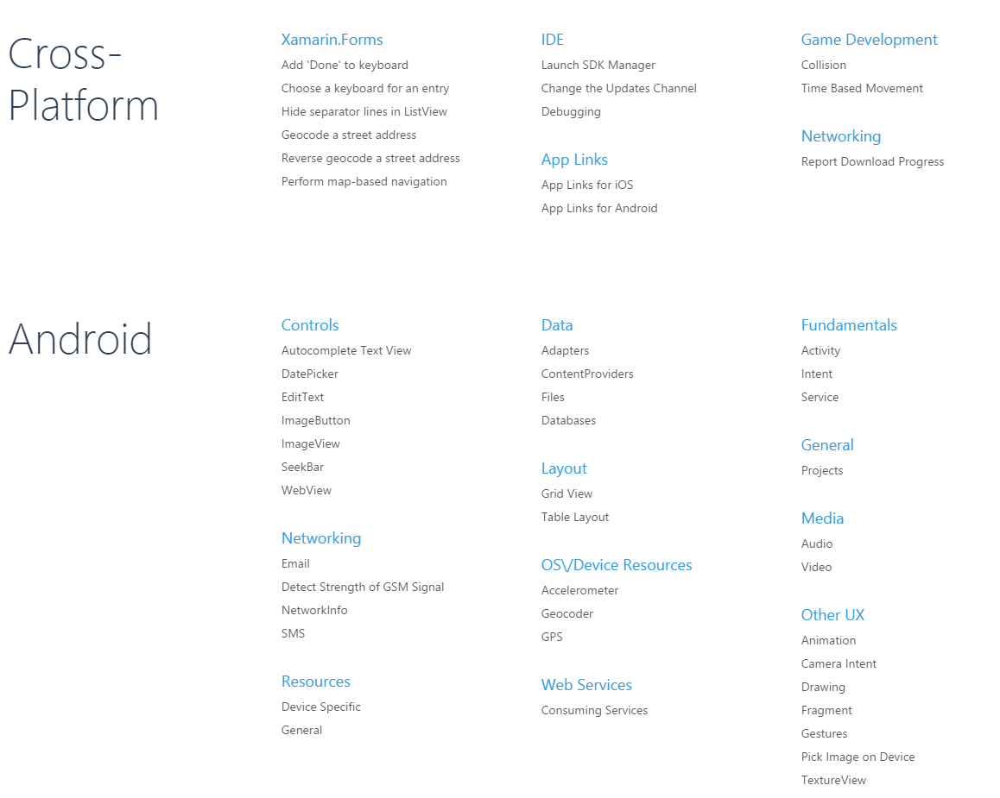 Cross-
Platform
Xamarin.Forms
Add 'Done' to keyboard
Choose a keyboard for an entry
Hide separator lines in ListView
Geocode a street address
Reverse geocode a street address
Perform map-based navigation
IDE
Launch SDK Manager
Change the Updates Channel
Debugging
App Links
App Links for iOS
App Links for Android
Game Development
Collision
Time Based Movement
Networking
Report Download Progress
Android
Controls
Autocomplete Text View
DatePicker
EditText
ImageButton
ImageView
SeekBar
WebView
Networking
Email
Detect Strength of GSM Signal
NetworkInfo
SMS
Resources
Device Specific
General
Data
Adapters
ContentProviders
Files
Databases
Layout
Grid View
Table Layout
OS\/Device Resources
Accelerometer
Geocoder
GPS
Web Services
Consuming Services
Fundamentals
Activity
Intent
Service
General
Projects
Media
Audio
Video
Other UX
Animation
Camera Intent
Drawing
Fragment
Gestures
Pick Image on Device
TextureView